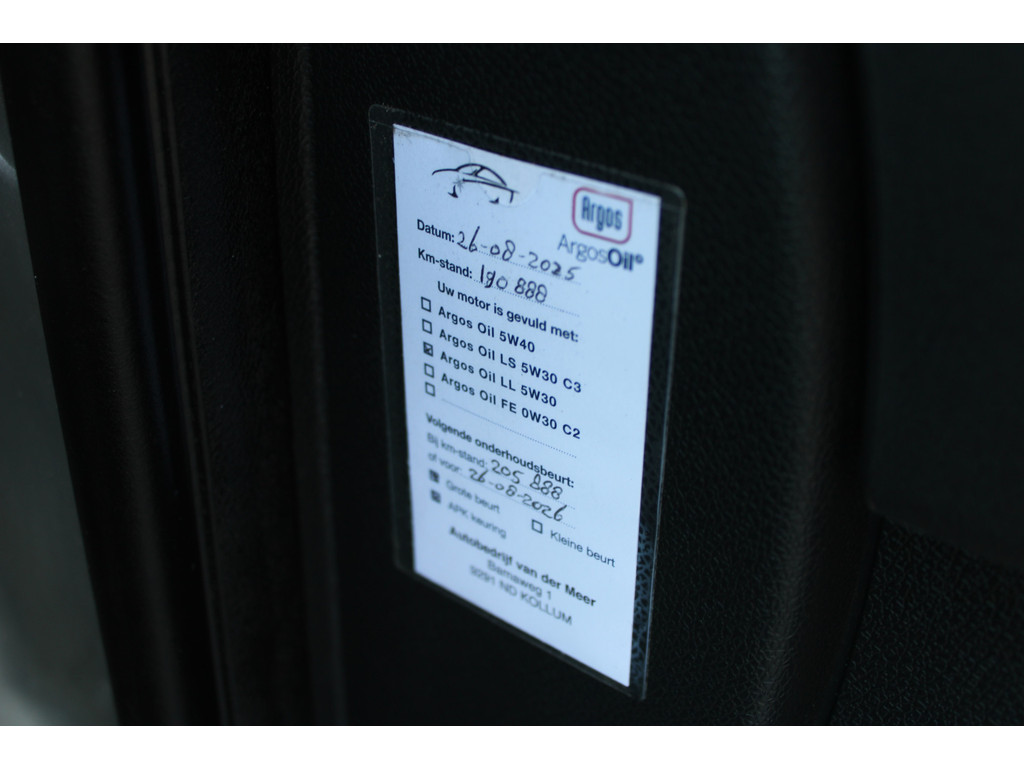 Argos
ArgosOil®
Datum: 26-08-2025
Km-stand: 190 888
Uw motor is gevuld met:
Argos Oil 5W40
Argos Oil LS 5W30 C3
Argos Oil LL 5W30
Argos Oil FE 0W30 C2
Volgende onderhoudsbeurt:
Bij km-stand: 205 888
of voor: 26-08-2026
Grote beurt
Kleine beurt
APK keuring
Autobedrijf van der Meer
Barnaweg 1
9291 ND KOLLUM